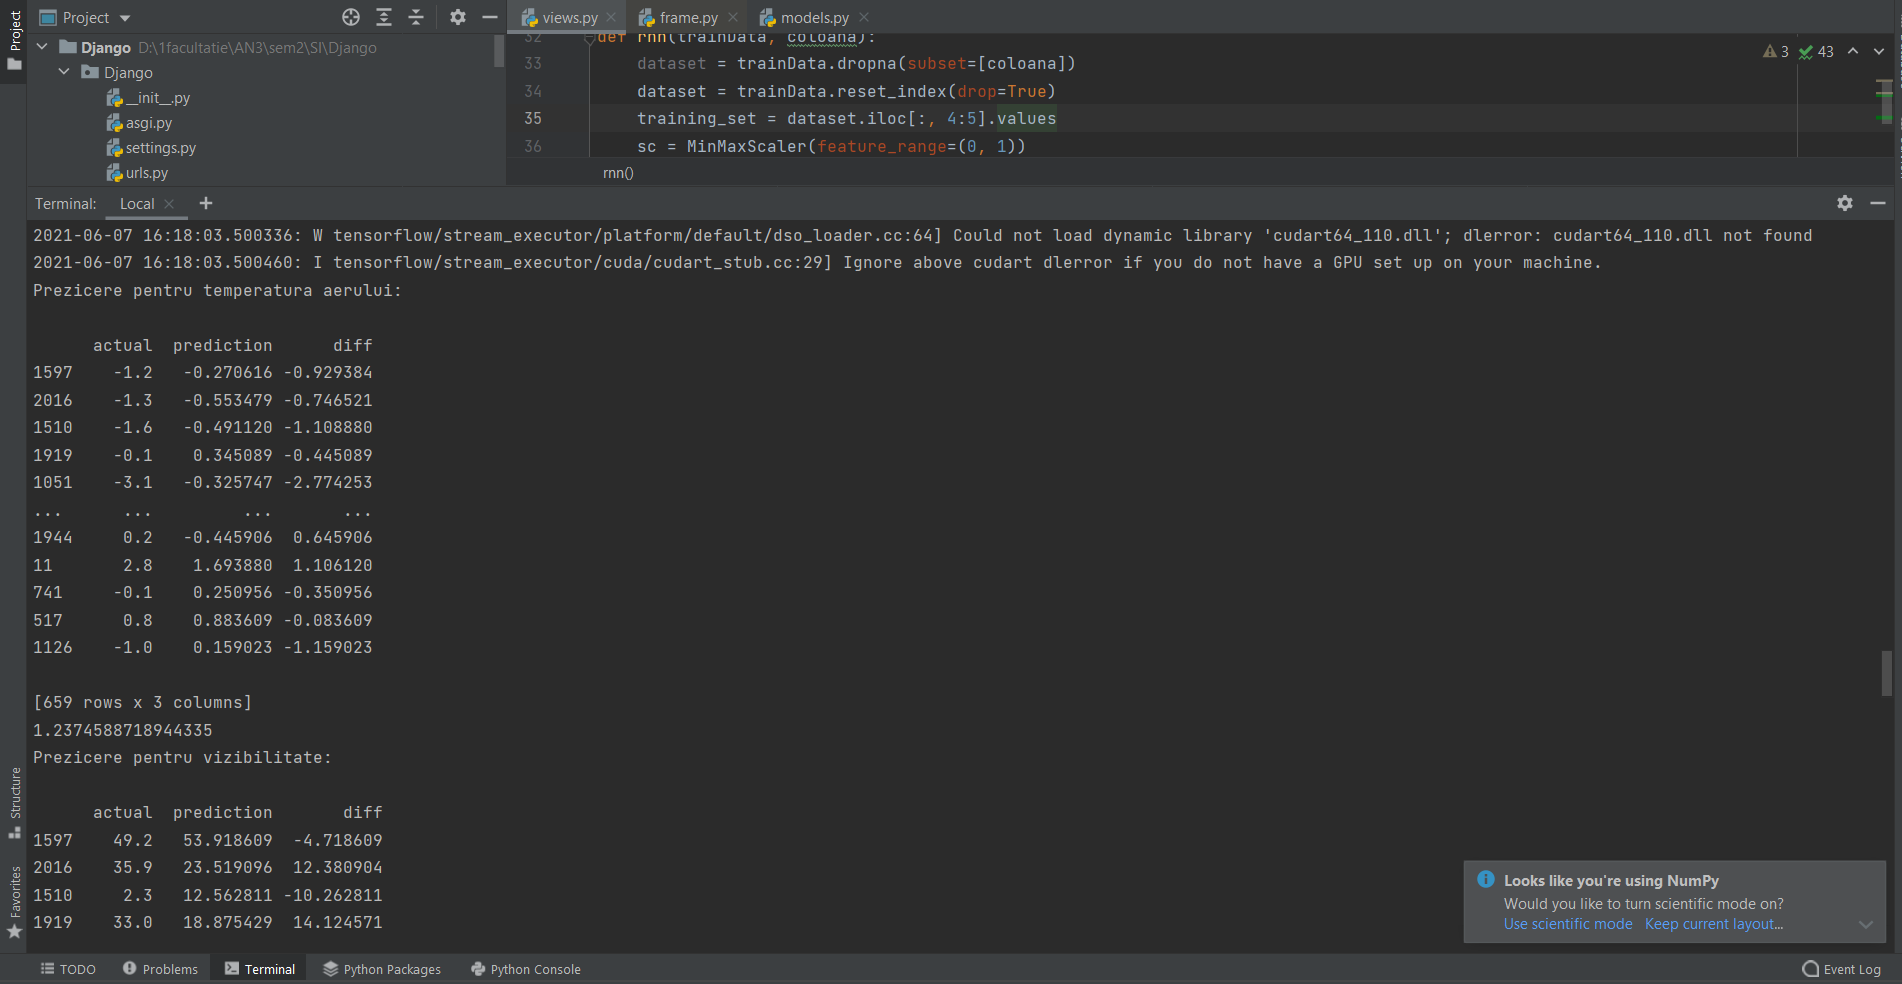 Project
Project
views.py
frame.py
models.py
Django D:\1facultatie\AN3\sem2\SI\Django
Django
__init__.py
asgi.py
settings.py
urls.py
32 def rnn(trainData, coloana):
33 dataset = trainData.dropna(subset=[coloana])
34 dataset = trainData.reset_index(drop=True)
35 training_set = dataset.iloc[:, 4:5].values
36 sc = MinMaxScaler(feature_range=(0, 1))
3 43
rnn()
Terminal: Local +
2021-06-07 16:18:03.500336: W tensorflow/stream_executor/platform/default/dso_loader.cc:64] Could not load dynamic library 'cudart64_110.dll'; dlerror: cudart64_110.dll not found
2021-06-07 16:18:03.500460: I tensorflow/stream_executor/cuda/cudart_stub.cc:29] Ignore above cudart dlerror if you do not have a GPU set up on your machine.
Prezicere pentru temperatura aerului:
actual prediction diff
1597 -1.2 -0.270616 -0.929384
2016 -1.3 -0.553479 -0.746521
1510 -1.6 -0.491120 -1.108880
1919 -0.1 0.345089 -0.445089
1051 -3.1 -0.325747 -2.774253
... ... ... ...
1944 0.2 -0.445906 0.645906
11 2.8 1.693880 1.106120
741 -0.1 0.250956 -0.350956
517 0.8 0.883609 -0.083609
1126 -1.0 0.159023 -1.159023
[659 rows x 3 columns]
1.2374588718944335
Prezicere pentru vizibilitate:
actual prediction diff
1597 49.2 53.918609 -4.718609
2016 35.9 23.519096 12.380904
1510 2.3 12.562811 -10.262811
1919 33.0 18.875429 14.124571
Structure
Favorites
Looks like you're using NumPy
Would you like to turn scientific mode on?
Use scientific mode Keep current layout...
TODO Problems Terminal Python Packages Python Console Event Log